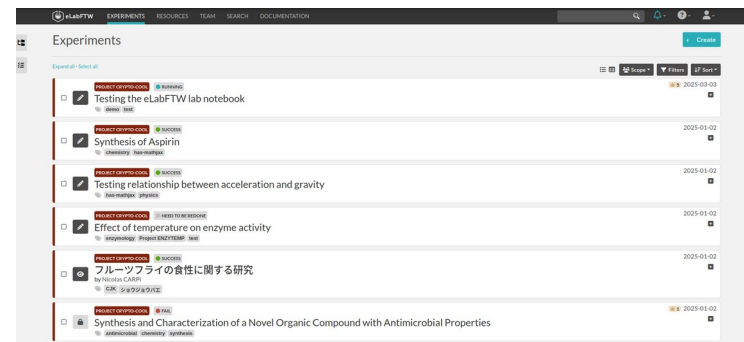 eLabFTW EXPERIMENTS RESOURCES TEAM SEARCH DOCUMENTATION
Experiments
Create
Expand all · Select all
Scope Filters Sort
PROJECT CRYPTO-COOL RUNNING
2025-03-03
Testing the eLabFTW lab notebook
demo test
PROJECT CRYPTO-COOL SUCCESS
2025-01-02
Synthesis of Aspirin
chemistry has-mathjax
PROJECT CRYPTO-COOL SUCCESS
2025-01-02
Testing relationship between acceleration and gravity
has-mathjax physics
PROJECT CRYPTO-COOL NEED TO BE REDONE
2025-01-02
Effect of temperature on enzyme activity
enzymology Project ENZYTEMP test
PROJECT CRYPTO-COOL SUCCESS
2025-01-02
フルーツフライの食性に関する研究
by Nicolas CARPi
CJK ショウジョウバエ
PROJECT CRYPTO-COOL FAIL
2025-01-02
Synthesis and Characterization of a Novel Organic Compound with Antimicrobial Properties
antimicrobial chemistry synthesis